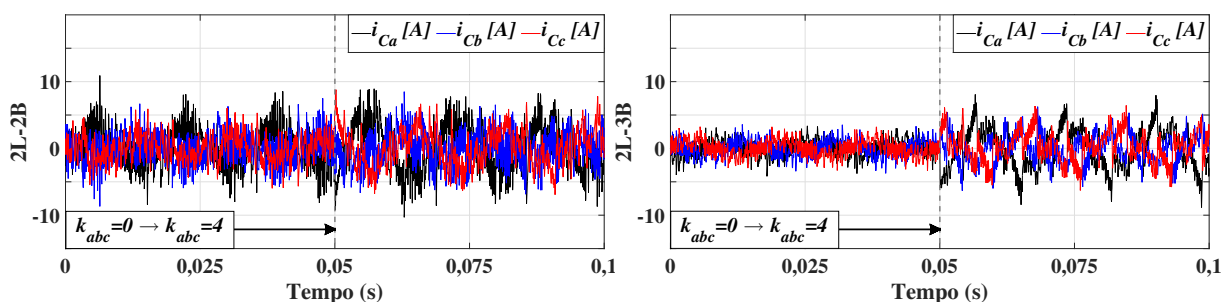 2L-2B
10
0
-10
—i_Ca [A] —i_Cb [A] —i_Cc [A]
k_abc=0 → k_abc=4
0 0,025 0,05 0,075 0,1
Tempo (s)
2L-3B
10
0
-10
—i_Ca [A] —i_Cb [A] —i_Cc [A]
k_abc=0 → k_abc=4
0 0,025 0,05 0,075 0,1
Tempo (s)